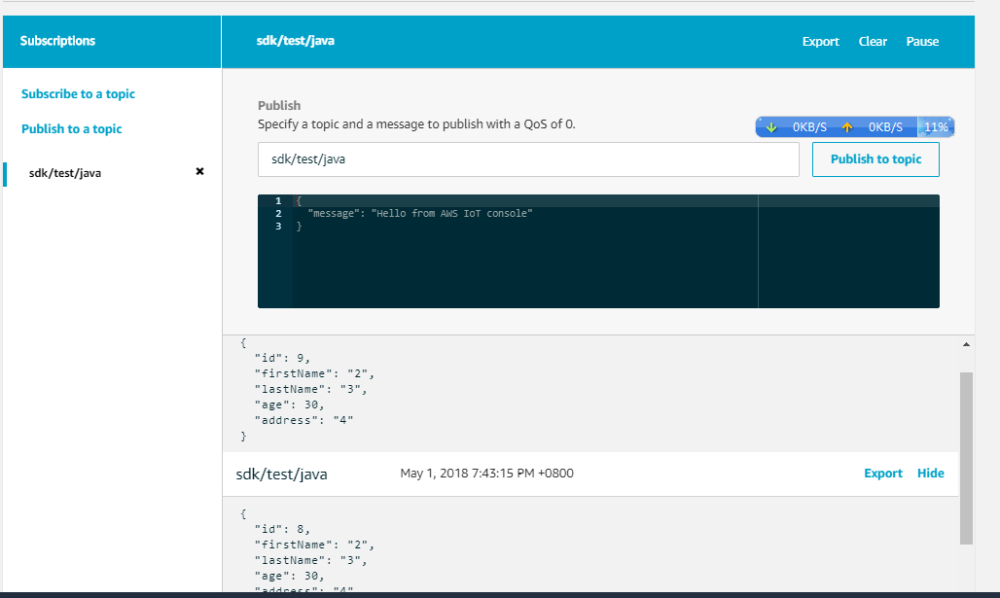 Subscriptions
sdk/test/java
Export Clear Pause
Subscribe to a topic
Publish to a topic
sdk/test/java
Publish
Specify a topic and a message to publish with a QoS of 0.
0KB/S 0KB/S 11%
sdk/test/java
Publish to topic
1 {
2 "message": "Hello from AWS IoT console"
3 }
{
"id": 9,
"firstName": "2",
"lastName": "3",
"age": 30,
"address": "4"
}
sdk/test/java May 1, 2018 7:43:15 PM +0800 Export Hide
{
"id": 8,
"firstName": "2",
"lastName": "3",
"age": 30,
"address": "4"